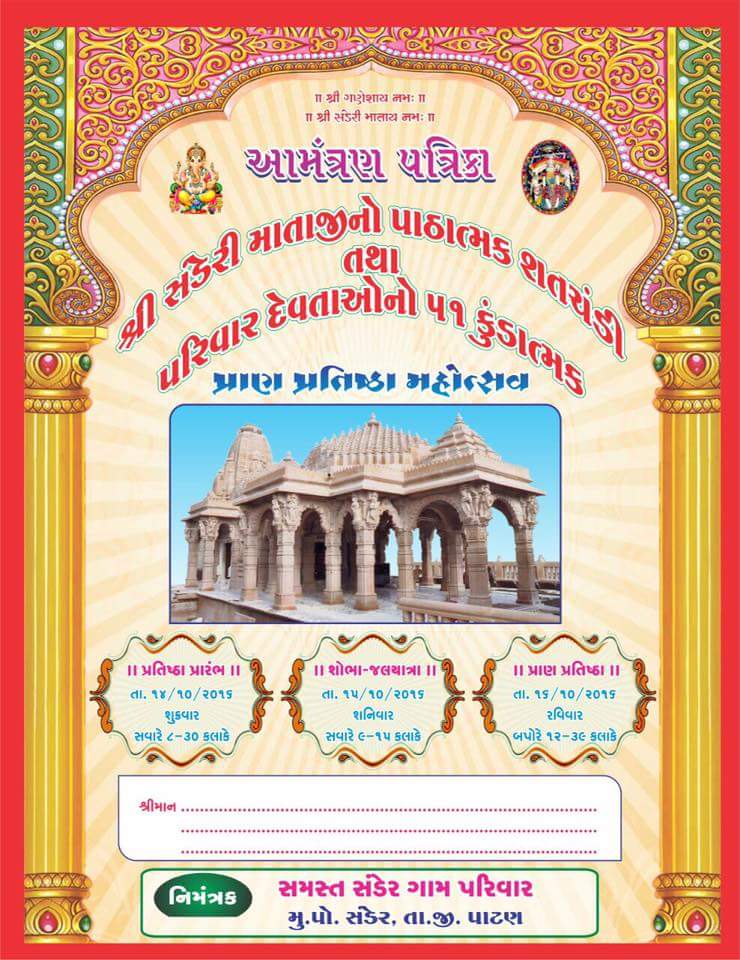 ॥ શ્રી ગણેશાય નમઃ ॥
॥ શ્રી સંડેરી માતાય નમઃ ॥
આમંત્રણ પત્રિકા
શ્રી સંડેરી માતાજીનો પાઠાત્મક શતચંડી
તથા
પરિવાર દેવતાઓનો ૫૧ કુંડાત્મક
પ્રાણ પ્રતિષ્ઠા મહોત્સવ
॥ પ્રતિષ્ઠા પ્રારંભ ॥
તા. ૧૪/૧૦/૨૦૧૬
શુક્રવાર
સવારે ૮-૩૦ કલાકે
॥ શોભા-જલયાત્રા ॥
તા. ૧૫/૧૦/૨૦૧૬
શનિવાર
સવારે ૯-૧૫ કલાકે
॥ પ્રાણ પ્રતિષ્ઠા ॥
તા. ૧૬/૧૦/૨૦૧૬
રવિવાર
બપોરે ૧૨-૩૯ કલાકે
શ્રીમાન
નિમંત્રક
સમસ્ત સંડેર ગામ પરિવાર
મુ.પો. સંડેર, તા.જી. પાટણ